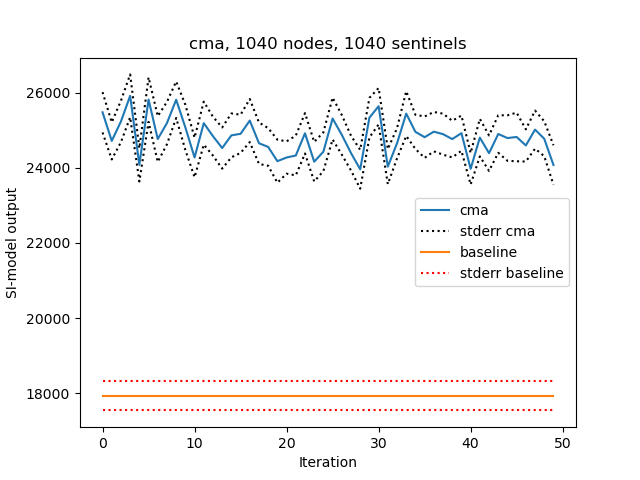 cma, 1040 nodes, 1040 sentinels
SI-model output
26000
24000
22000
20000
18000
cma
stderr cma
baseline
stderr baseline
0 10 20 30 40 50
Iteration